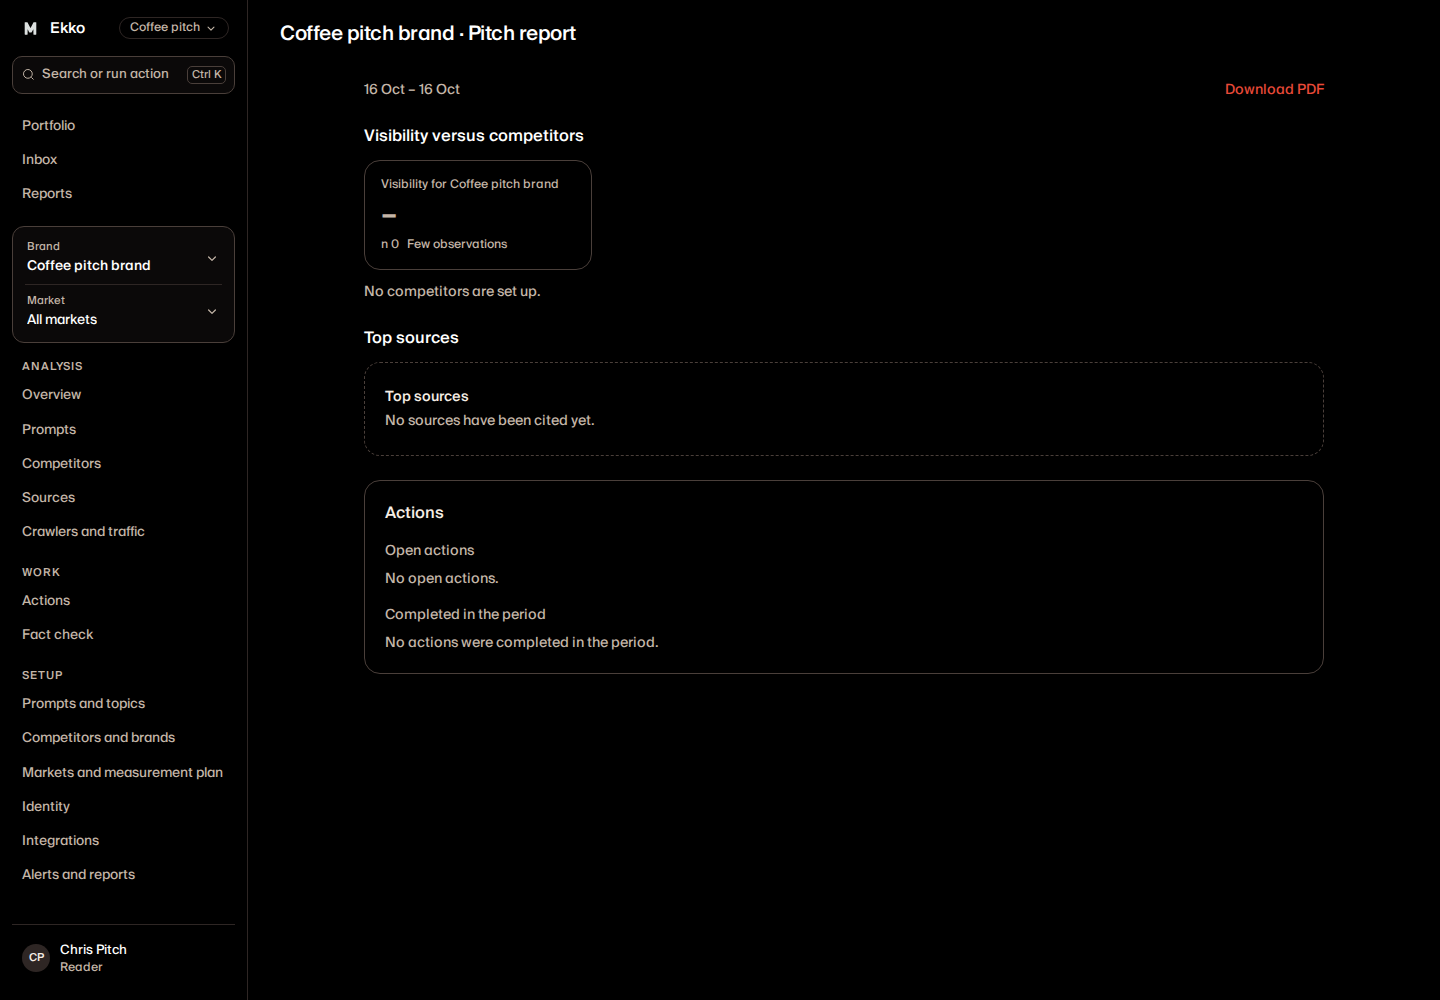 Ekko
Coffee pitch
Search or run action
Ctrl K
Portfolio
Inbox
Reports
Brand
Coffee pitch brand
Market
All markets
ANALYSIS
Overview
Prompts
Competitors
Sources
Crawlers and traffic
WORK
Actions
Fact check
SETUP
Prompts and topics
Competitors and brands
Markets and measurement plan
Identity
Integrations
Alerts and reports
CP
Chris Pitch
Reader
Coffee pitch brand · Pitch report
16 Oct – 16 Oct
Download PDF
Visibility versus competitors
Visibility for Coffee pitch brand
–
n 0 Few observations
No competitors are set up.
Top sources
Top sources
No sources have been cited yet.
Actions
Open actions
No open actions.
Completed in the period
No actions were completed in the period.